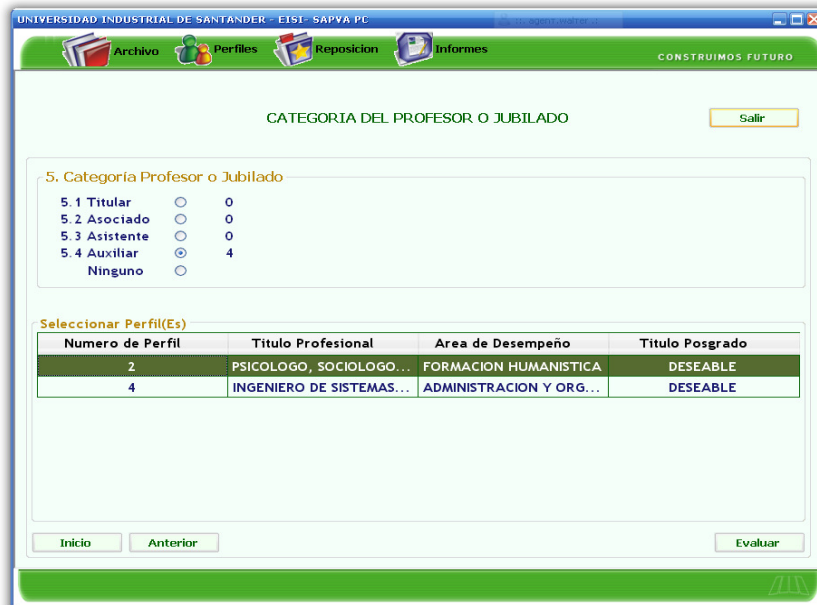 UNIVERSIDAD INDUSTRIAL DE SANTANDER - EISI- SAPVA PC
Archivo Perfiles Reposicion Informes
CONSTRUIMOS FUTURO
CATEGORIA DEL PROFESOR O JUBILADO
Salir
5. Categoría Profesor o Jubilado
5.1 Titular 0
5.2 Asociado 0
5.3 Asistente 0
5.4 Auxiliar 4
Ninguno
Seleccionar Perfil(Es)
Numero de Perfil Titulo Profesional Area de Desempeño Titulo Posgrado
2 PSICOLOGO, SOCIOLOGO... FORMACION HUMANISTICA DESEABLE
4 INGENIERO DE SISTEMAS... ADMINISTRACION Y ORG... DESEABLE
Inicio Anterior Evaluar